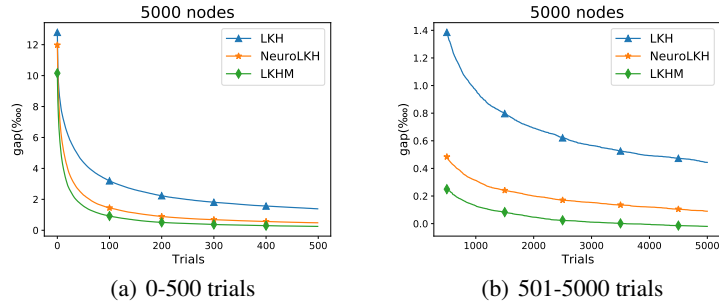 5000 nodes
LKH
NeuroLKH
LKHM
gap(‱)
12
10
8
6
4
2
0
0 100 200 300 400 500
Trials
(a) 0-500 trials
5000 nodes
LKH
NeuroLKH
LKHM
gap(‱)
1.4
1.2
1.0
0.8
0.6
0.4
0.2
0.0
1000 2000 3000 4000 5000
Trials
(b) 501-5000 trials